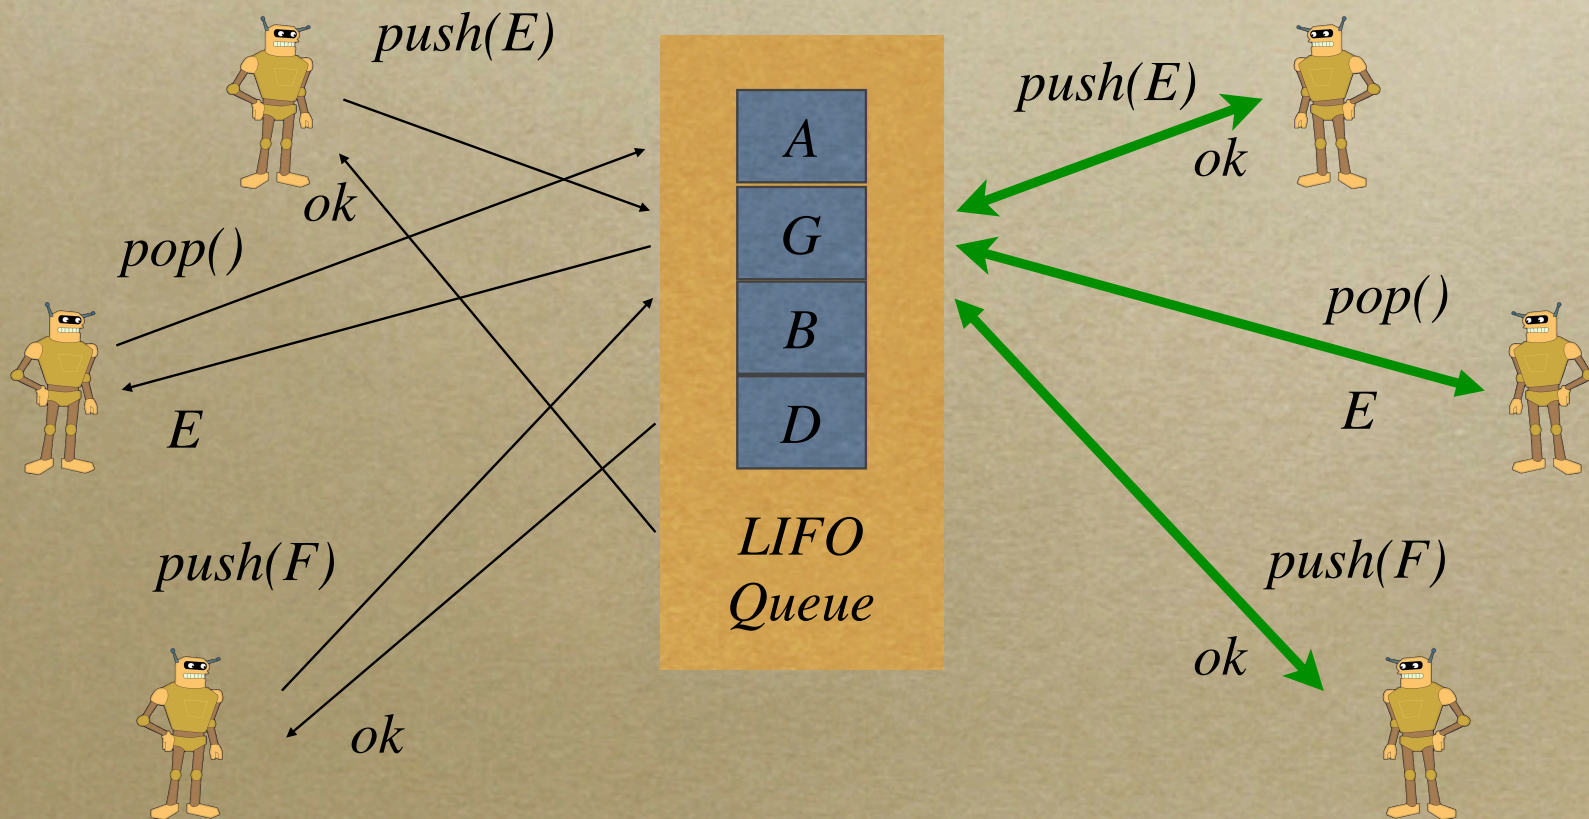 push(E)
ok
pop()
E
push(F)
ok
A
G
B
D
LIFO
Queue
push(E)
ok
pop()
E
push(F)
ok